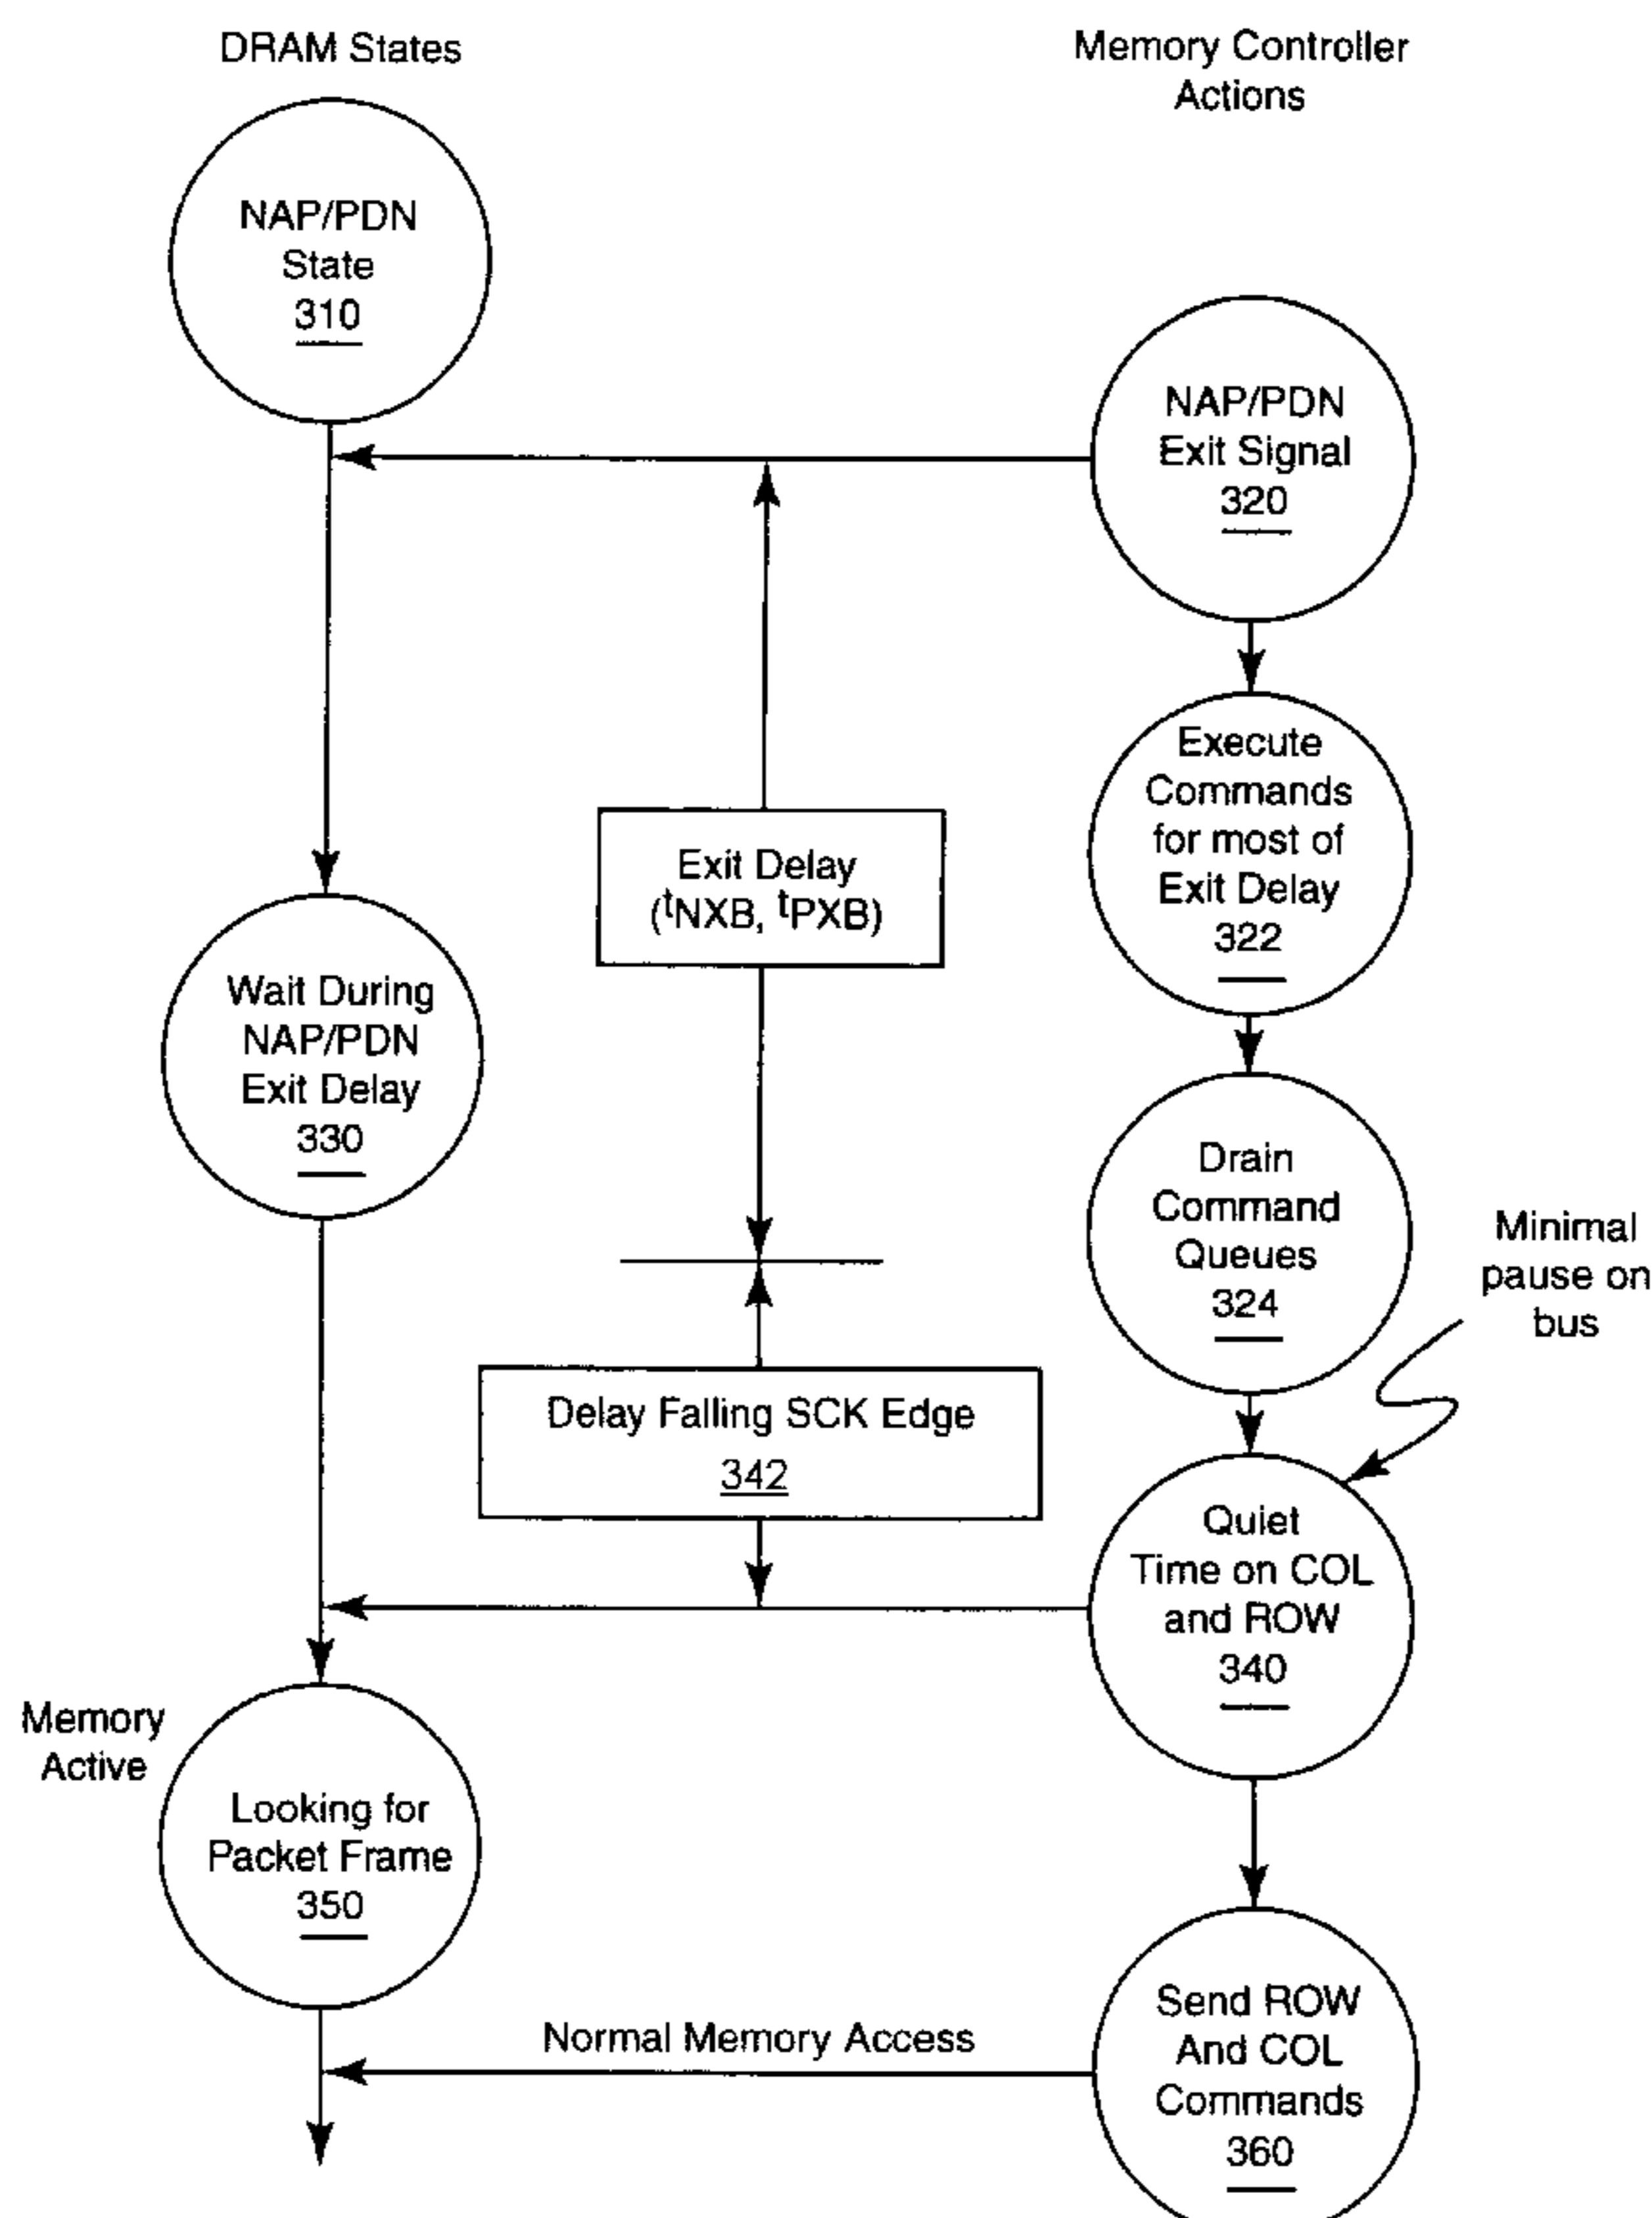 DRAM States
Memory Controller
Actions
NAP/PDN
State
310
NAP/PDN
Exit Signal
320
Execute
Commands
for most of
Exit Delay
322
Exit Delay
(tNXB, tPXB)
Wait During
NAP/PDN
Exit Delay
330
Drain
Command
Queues
324
Minimal
pause on
bus
Delay Falling SCK Edge
342
Quiet
Time on COL
and ROW
340
Memory
Active
Looking for
Packet Frame
350
Normal Memory Access
Send ROW
And COL
Commands
360